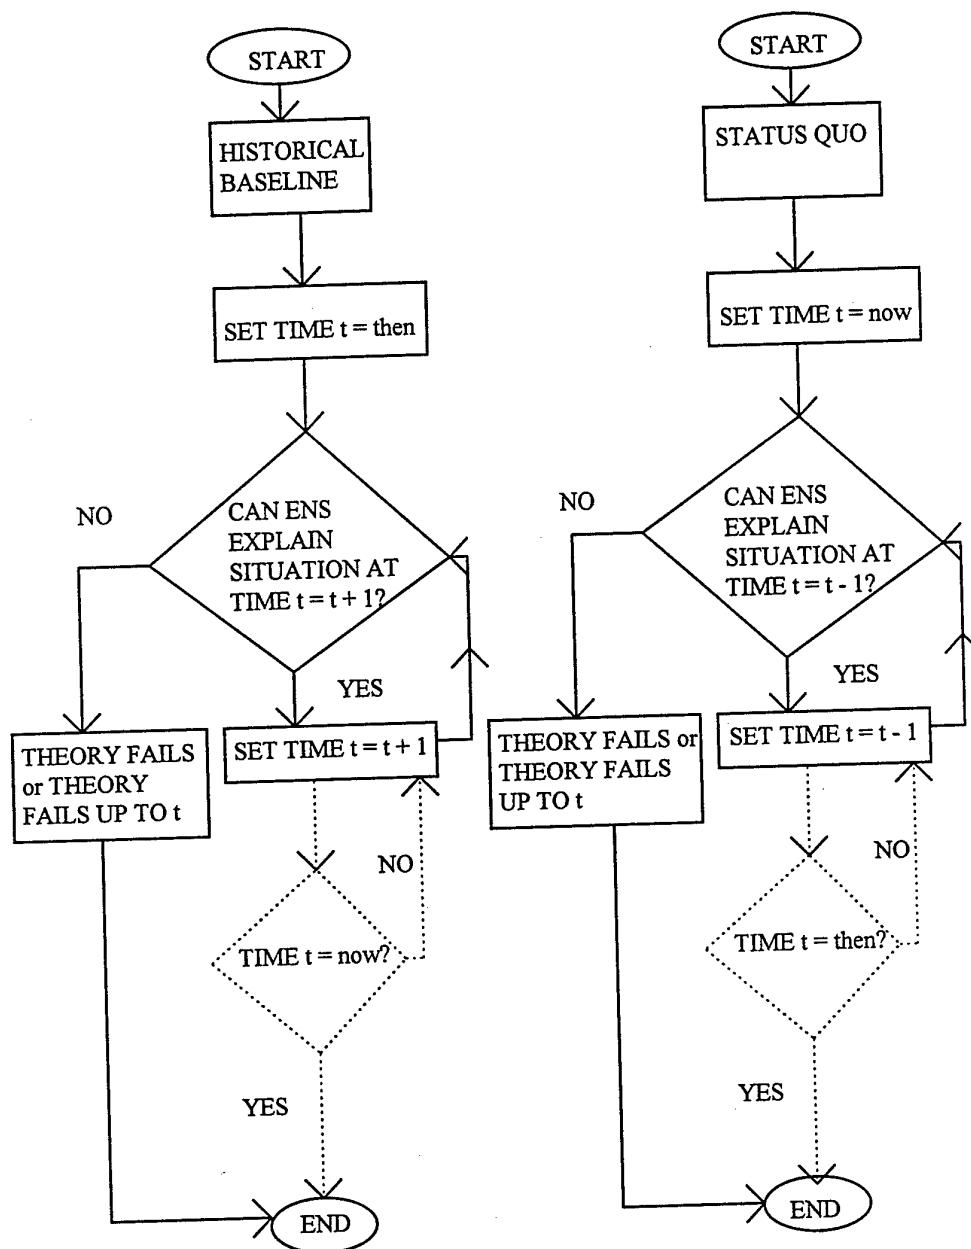 START
HISTORICAL
BASELINE
SET TIME t = then
CAN ENS
EXPLAIN
SITUATION AT
TIME t = t + 1?
NO
YES
THEORY FAILS
or THEORY
FAILS UP TO t
SET TIME t = t + 1
NO
TIME t = now?
YES
END
START
STATUS QUO
SET TIME t = now
CAN ENS
EXPLAIN
SITUATION AT
TIME t = t - 1?
NO
YES
THEORY FAILS or
THEORY FAILS
UP TO t
SET TIME t = t - 1
NO
TIME t = then?
YES
END